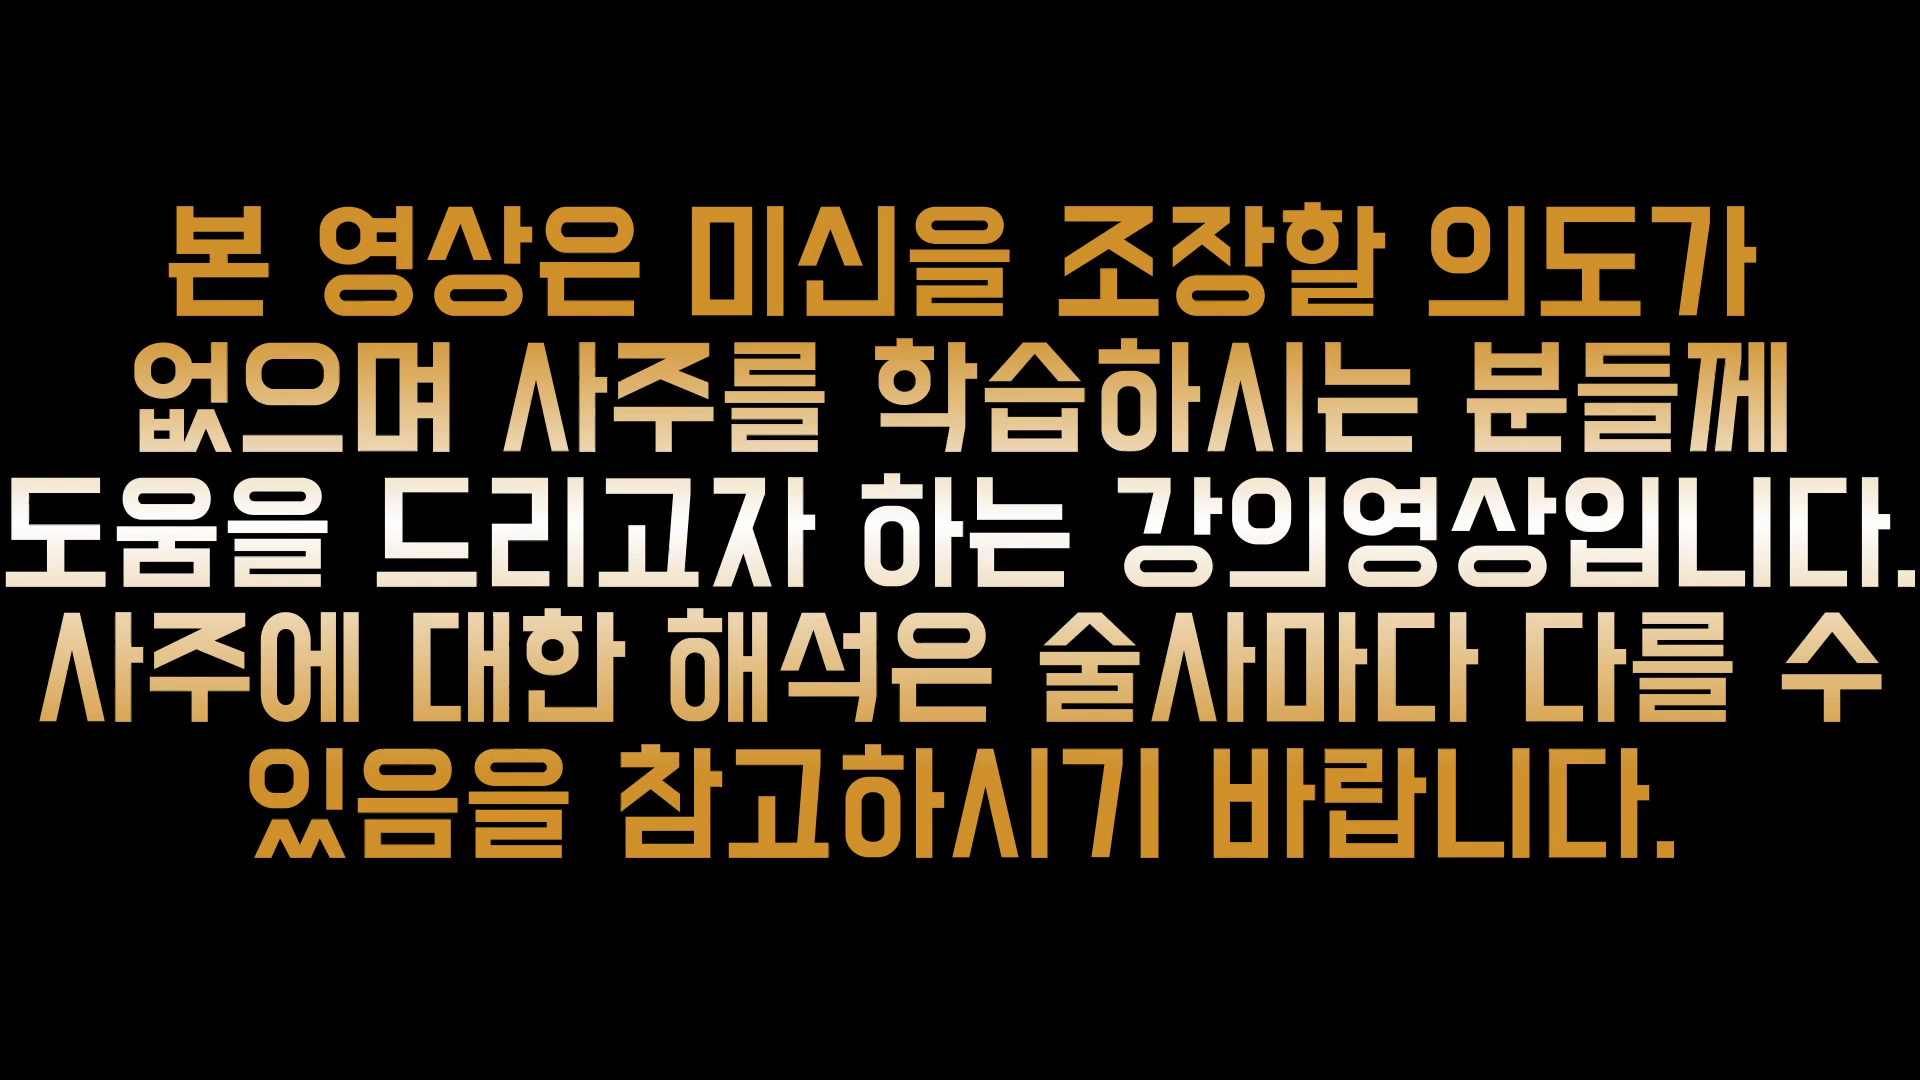 본 영상은 미신을 조장할 의도가
없으며 사주를 학습하시는 분들께
도움을 드리고자 하는 강의영상입니다.
사주에 대한 해석은 술사마다 다를 수
있음을 참고하시기 바랍니다.